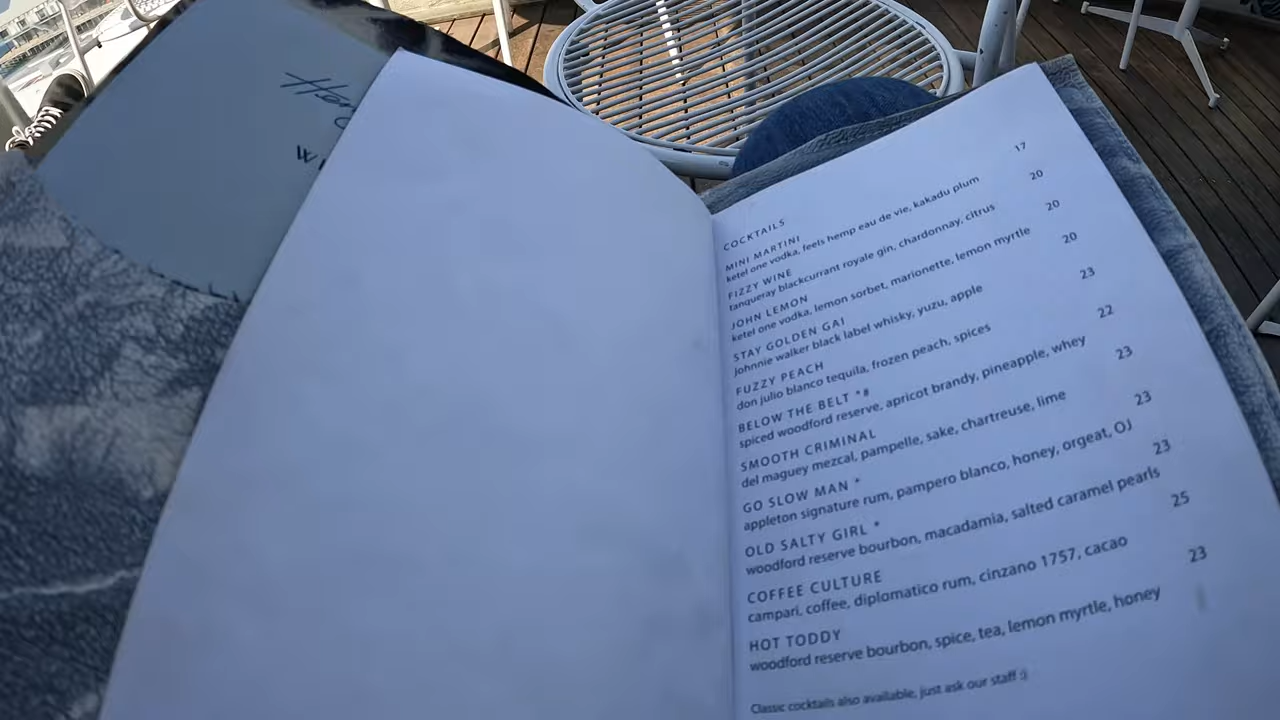 COCKTAILS
MINI MARTINI 17
ketel one vodka, feels hemp eau de vie, kakadu plum
FIZZY WINE 20
tanqueray blackcurrant royale gin, chardonnay, citrus
JOHN LEMON 20
ketel one vodka, lemon sorbet, marionette, lemon myrtle
STAY GOLDEN GAI 20
johnnie walker black label whisky, yuzu, apple
FUZZY PEACH 23
don julio blanco tequila, frozen peach, spices
BELOW THE BELT *# 22
spiced woodford reserve, apricot brandy, pineapple, whey
SMOOTH CRIMINAL 23
del maguey mezcal, pampelle, sake, chartreuse, lime
GO SLOW MAN * 23
appleton signature rum, pampero blanco, honey, orgeat, OJ
OLD SALTY GIRL * 23
woodford reserve bourbon, macadamia, salted caramel pearls
COFFEE CULTURE 25
campari, coffee, diplomatico rum, cinzano 1757, cacao
HOT TODDY 23
woodford reserve bourbon, spice, tea, lemon myrtle, honey
Classic cocktails also available, just ask our staff :)